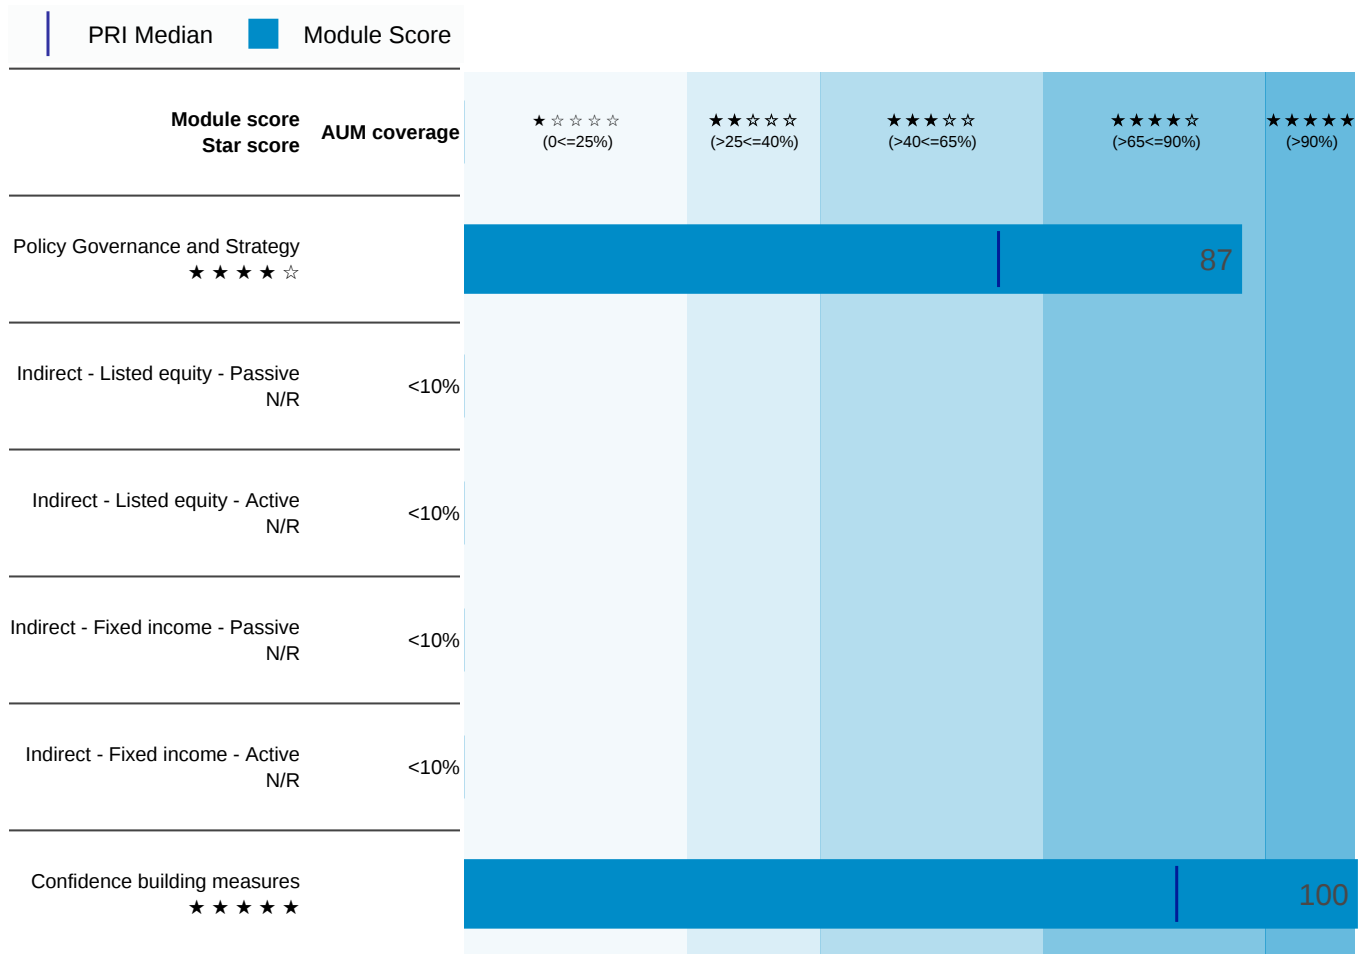 PRI Median Module Score
Module score
Star score
AUM coverage
★☆☆☆☆
(0<=25%)
★★☆☆☆
(>25<=40%)
★★★☆☆
(>40<=65%)
★★★★☆
(>65<=90%)
★★★★★
(>90%)
Policy Governance and Strategy
★★★★☆
87
Indirect - Listed equity - Passive
N/R
<10%
Indirect - Listed equity - Active
N/R
<10%
Indirect - Fixed income - Passive
N/R
<10%
Indirect - Fixed income - Active
N/R
<10%
Confidence building measures
★★★★★
100